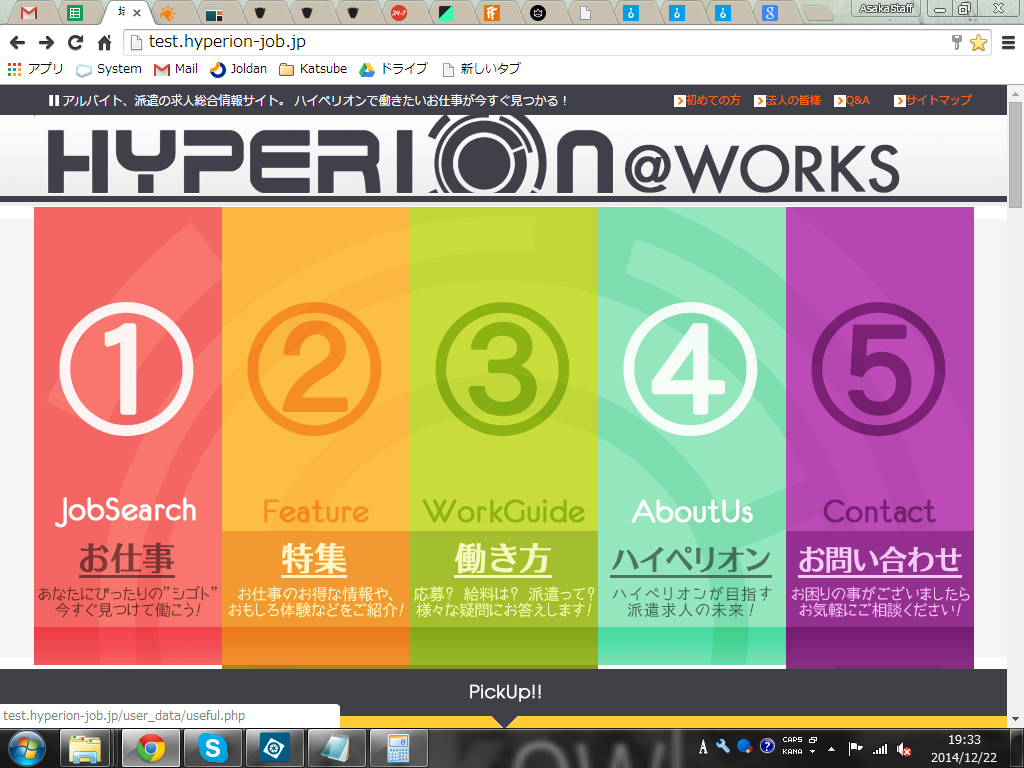 AsakaStaff
test.hyperion-job.jp
アプリ System Mail Joldan Katsube ドライブ 新しいタブ
アルバイト、派遣の求人総合情報サイト。 ハイペリオンで働きたいお仕事が今すぐ見つかる！ 初めての方 法人の皆様 Q&A サイトマップ
HYPERION@WORKS
1 2 3 4 5
JobSearch Feature WorkGuide AboutUs Contact
お仕事 特集 働き方 ハイペリオン お問い合わせ
あなたにぴったりの"シゴト" お仕事のお得な情報や、 応募？ 給料は？ 派遣って？ ハイペリオンが目指す お困りの事がございましたら
今すぐ見つけて働こう！ おもしろ体験などをご紹介！ 様々な疑問にお答えします！ 派遣求人の未来！ お気軽にご相談ください！
PickUp!!
test.hyperion-job.jp/user_data/useful.php
A CAPS KANA
19:33
2014/12/22